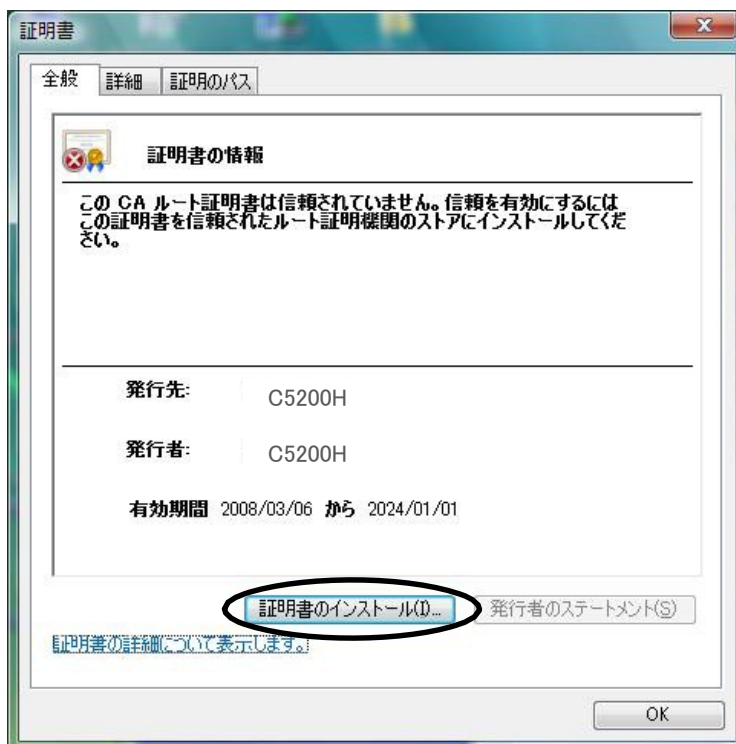 証明書
全般 詳細 証明のパス
証明書の情報
この CA ルート証明書は信頼されていません。信頼を有効にするには
この証明書を信頼されたルート証明機関のストアにインストールしてくだ
さい。
発行先: C5200H
発行者: C5200H
有効期間 2008/03/06 から 2024/01/01
証明書のインストール(I)... 発行者のステートメント(S)
証明書の詳細について表示します。
OK